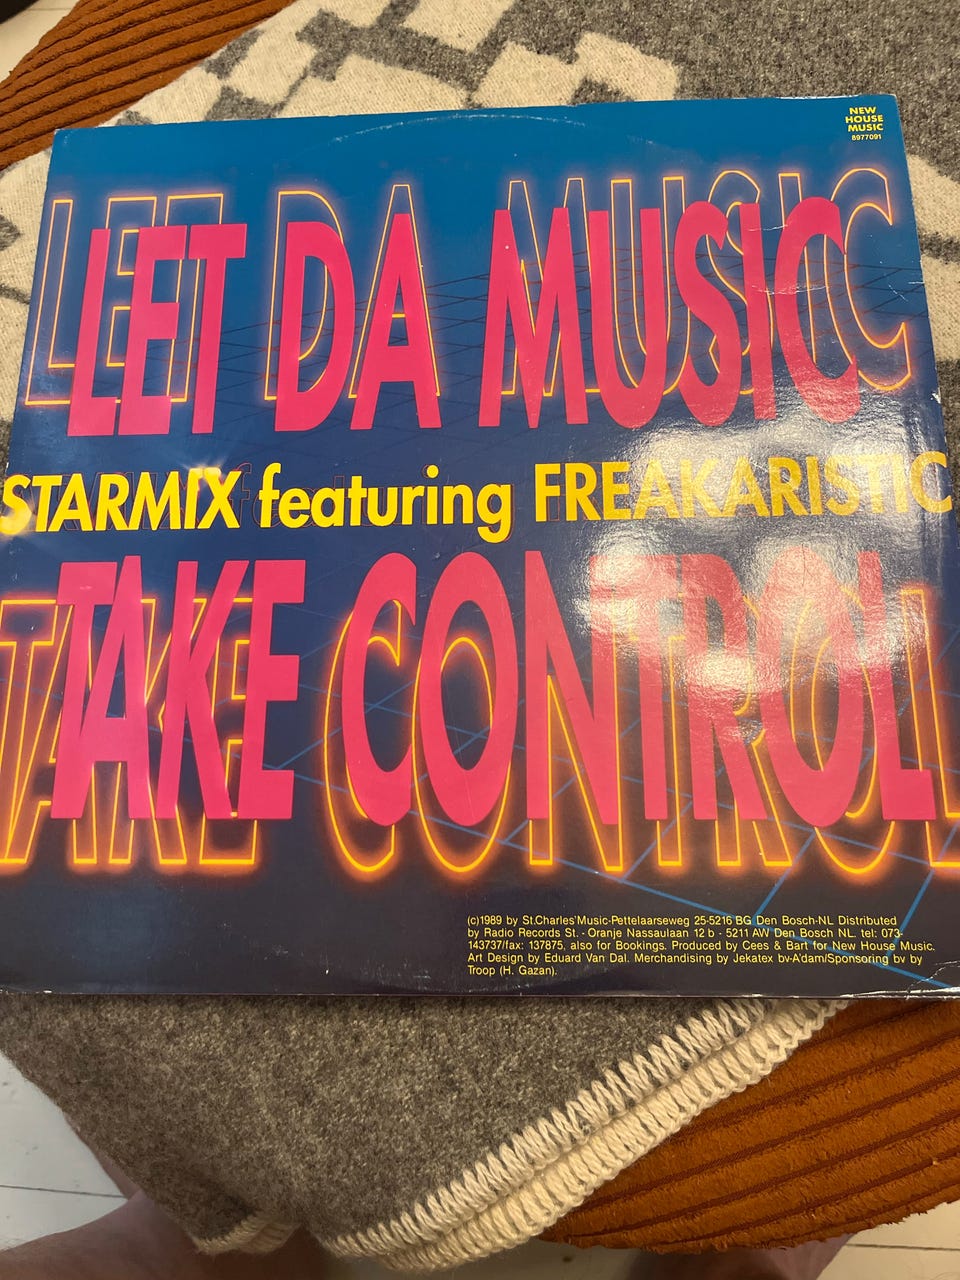 NEW
HOUSE
MUSIC
8977091
LET DA MUSIC
STARMIX featuring FREAKARISTIC
TAKE CONTROL
(c)1989 by St.Charles'Music-Pettelaarseweg 25-5216 BG Den Bosch-NL Distributed
by Radio Records St. - Oranje Nassaulaan 12 b - 5211 AW Den Bosch NL. tel: 073-
143737/fax: 137875, also for Bookings. Produced by Cees & Bart for New House Music.
Art Design by Eduard Van Dal. Merchandising by Jekatex bv-A'dam/Sponsoring bv by
Troop (H. Gazan).